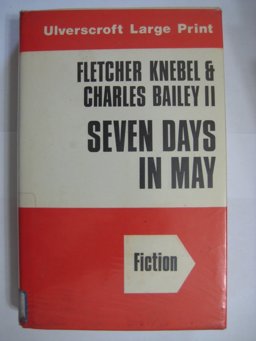 Ulverscroft Large Print
FLETCHER KNEBEL &
CHARLES BAILEY II
SEVEN DAYS
IN MAY
Fiction